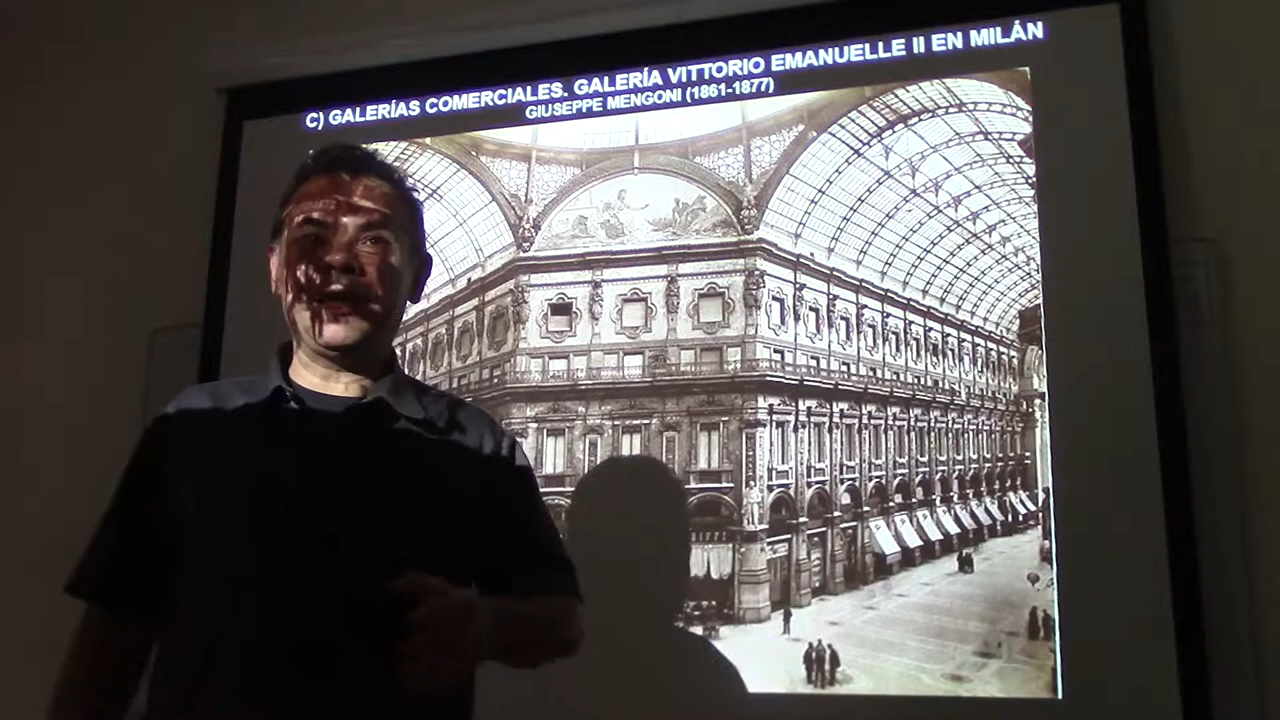 C) GALERÍAS COMERCIALES. GALERÍA VITTORIO EMANUELLE II EN MILÁN
GIUSEPPE MENGONI (1861-1877)